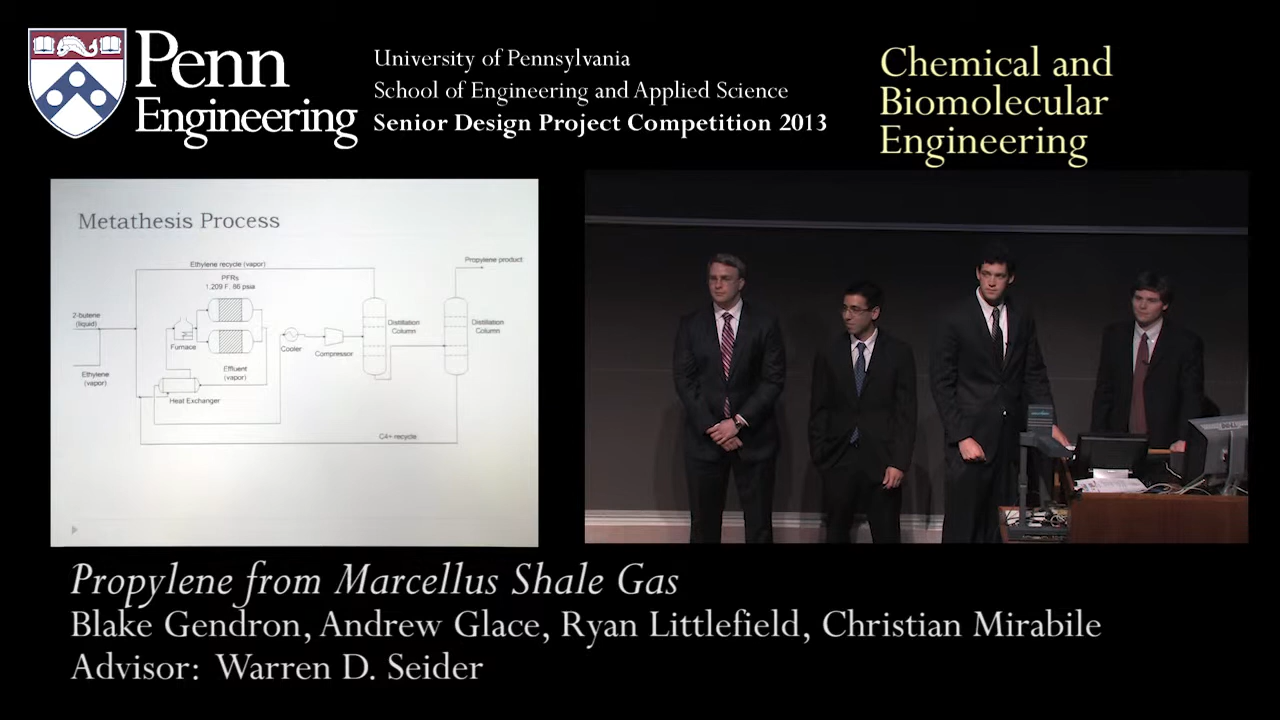 Penn
Engineering
University of Pennsylvania
School of Engineering and Applied Science
Senior Design Project Competition 2013
Chemical and
Biomolecular
Engineering
Metathesis Process
Ethylene recycle (vapor)
Propylene product
PFRs
1,209 F, 86 psia
2-butene
(liquid)
Furnace
Cooler
Compressor
Distillation
Column
Distillation
Column
Ethylene
(vapor)
Effluent
(vapor)
Heat Exchanger
C4+ recycle
DELL
Propylene from Marcellus Shale Gas
Blake Gendron, Andrew Glace, Ryan Littlefield, Christian Mirabile
Advisor: Warren D. Seider